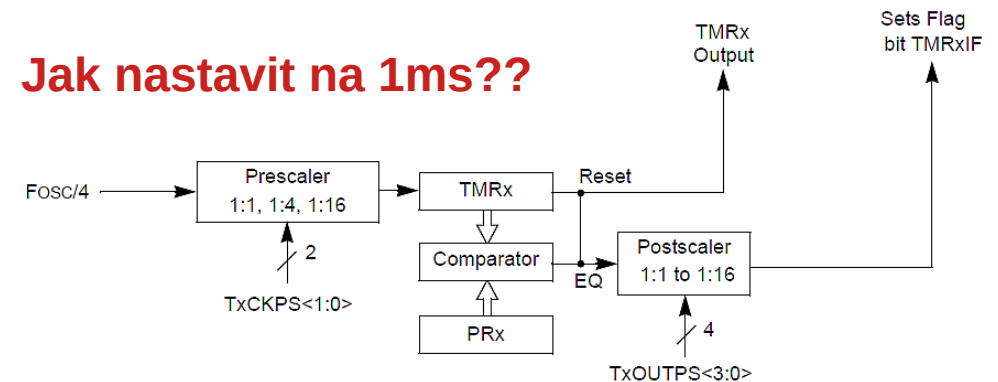 Jak nastavit na 1ms??
TMRx
Output
Sets Flag
bit TMRxIF
FOSC/4
Prescaler
1:1, 1:4, 1:16
2
TxCKPS<1:0>
TMRx
Reset
Comparator
EQ
PRx
Postscaler
1:1 to 1:16
4
TxOUTPS<3:0>